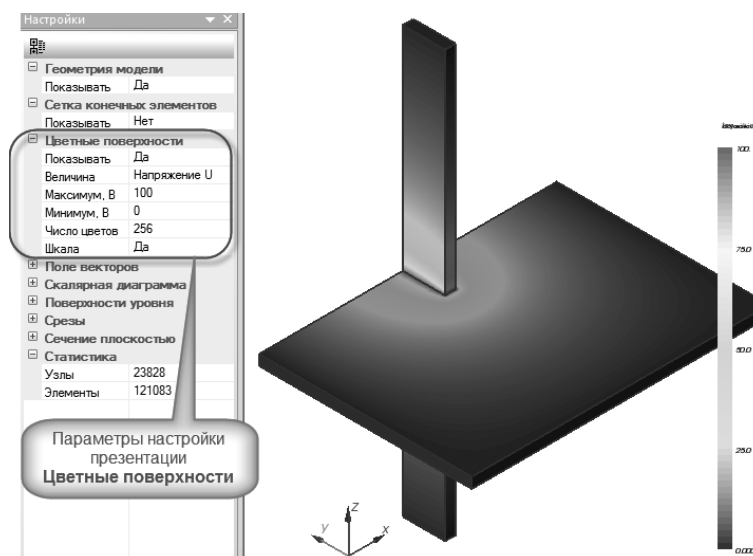 Настройки
Геометрия модели
Показывать Да
Сетка конечных элементов
Показывать Нет
Цветные поверхности
Показывать Да
Величина Напряжение U
Максимум, В 100
Минимум, В 0
Число цветов 256
Шкала Да
Поле векторов
Скалярная диаграмма
Поверхности уровня
Срезы
Сечение плоскостью
Статистика
Узлы 23828
Элементы 121083
Параметры настройки
презентации
Цветные поверхности
100.
75.0
50.0
25.0
0.00
z
y
x